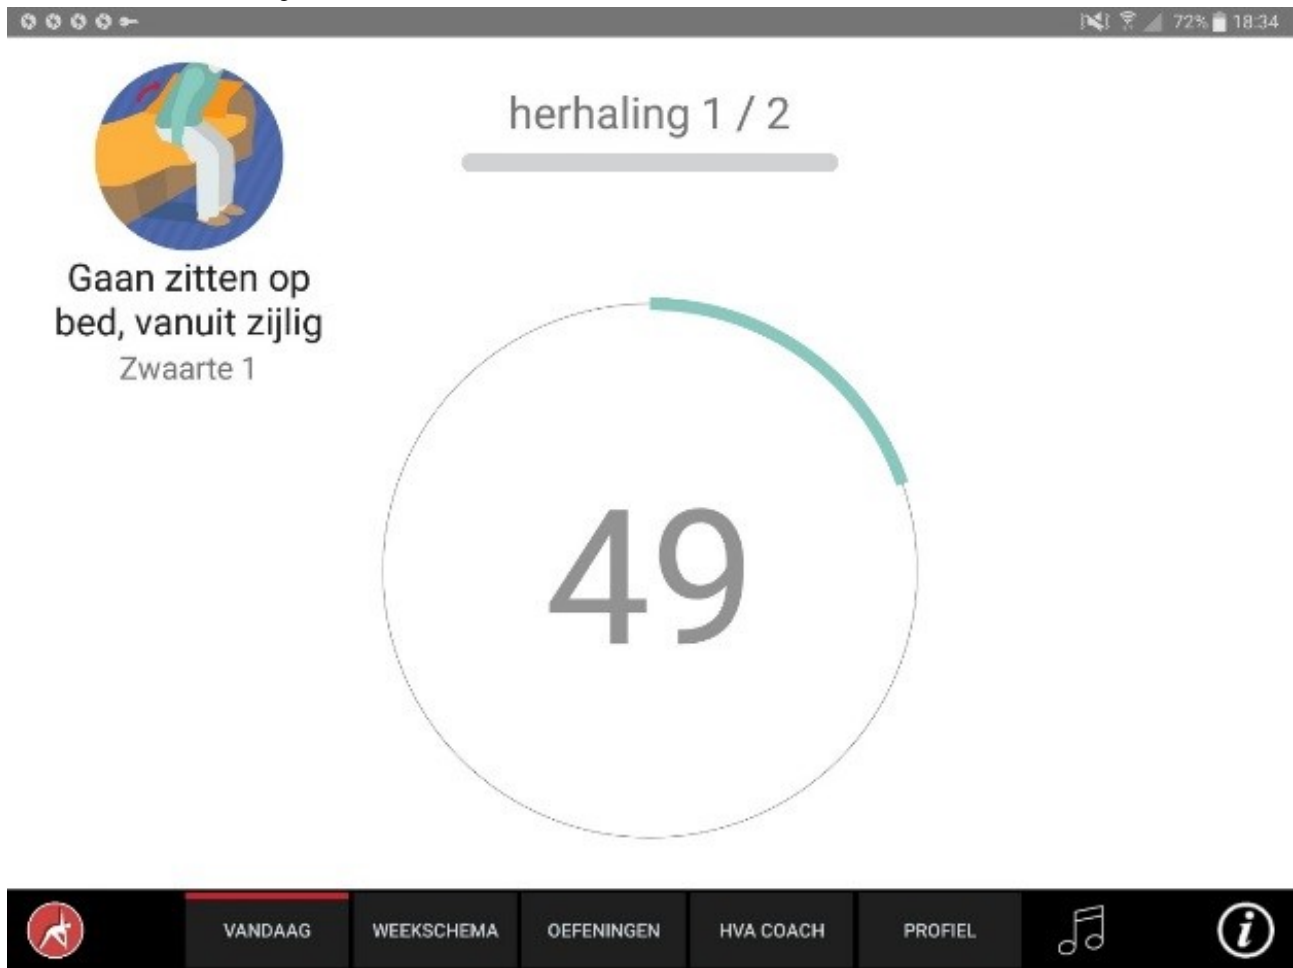 72% 18:34
herhaling 1 / 2
Gaan zitten op
bed, vanuit zijlig
Zwaarte 1
49
VANDAAG WEEKSCHEMA OEFENINGEN HVA COACH PROFIEL i